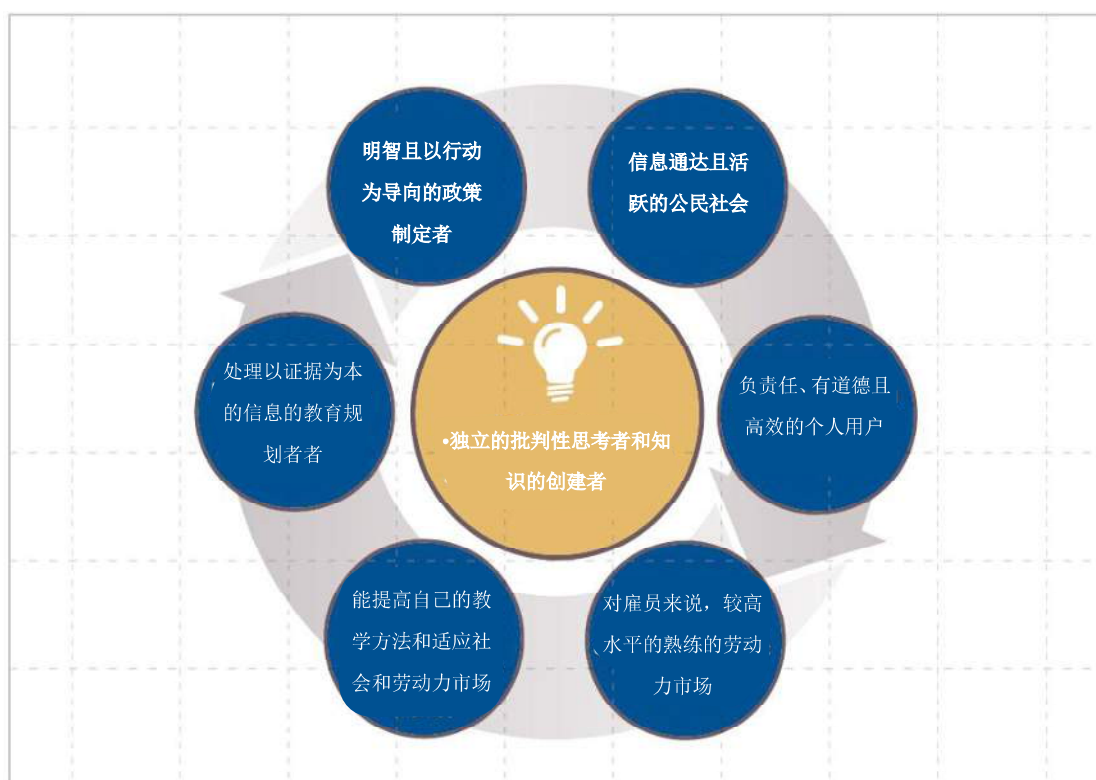 明智且以行动
为导向的政策
制定者
信息通达且活
跃的公民社会
处理以证据为本
的信息的教育规
划者者
•独立的批判性思考者和知
识的创建者
负责任、有道德且
高效的个人用户
能提高自己的教
学方法和适应社
会和劳动力市场
对雇员来说，较高
水平的熟练的劳动
力市场